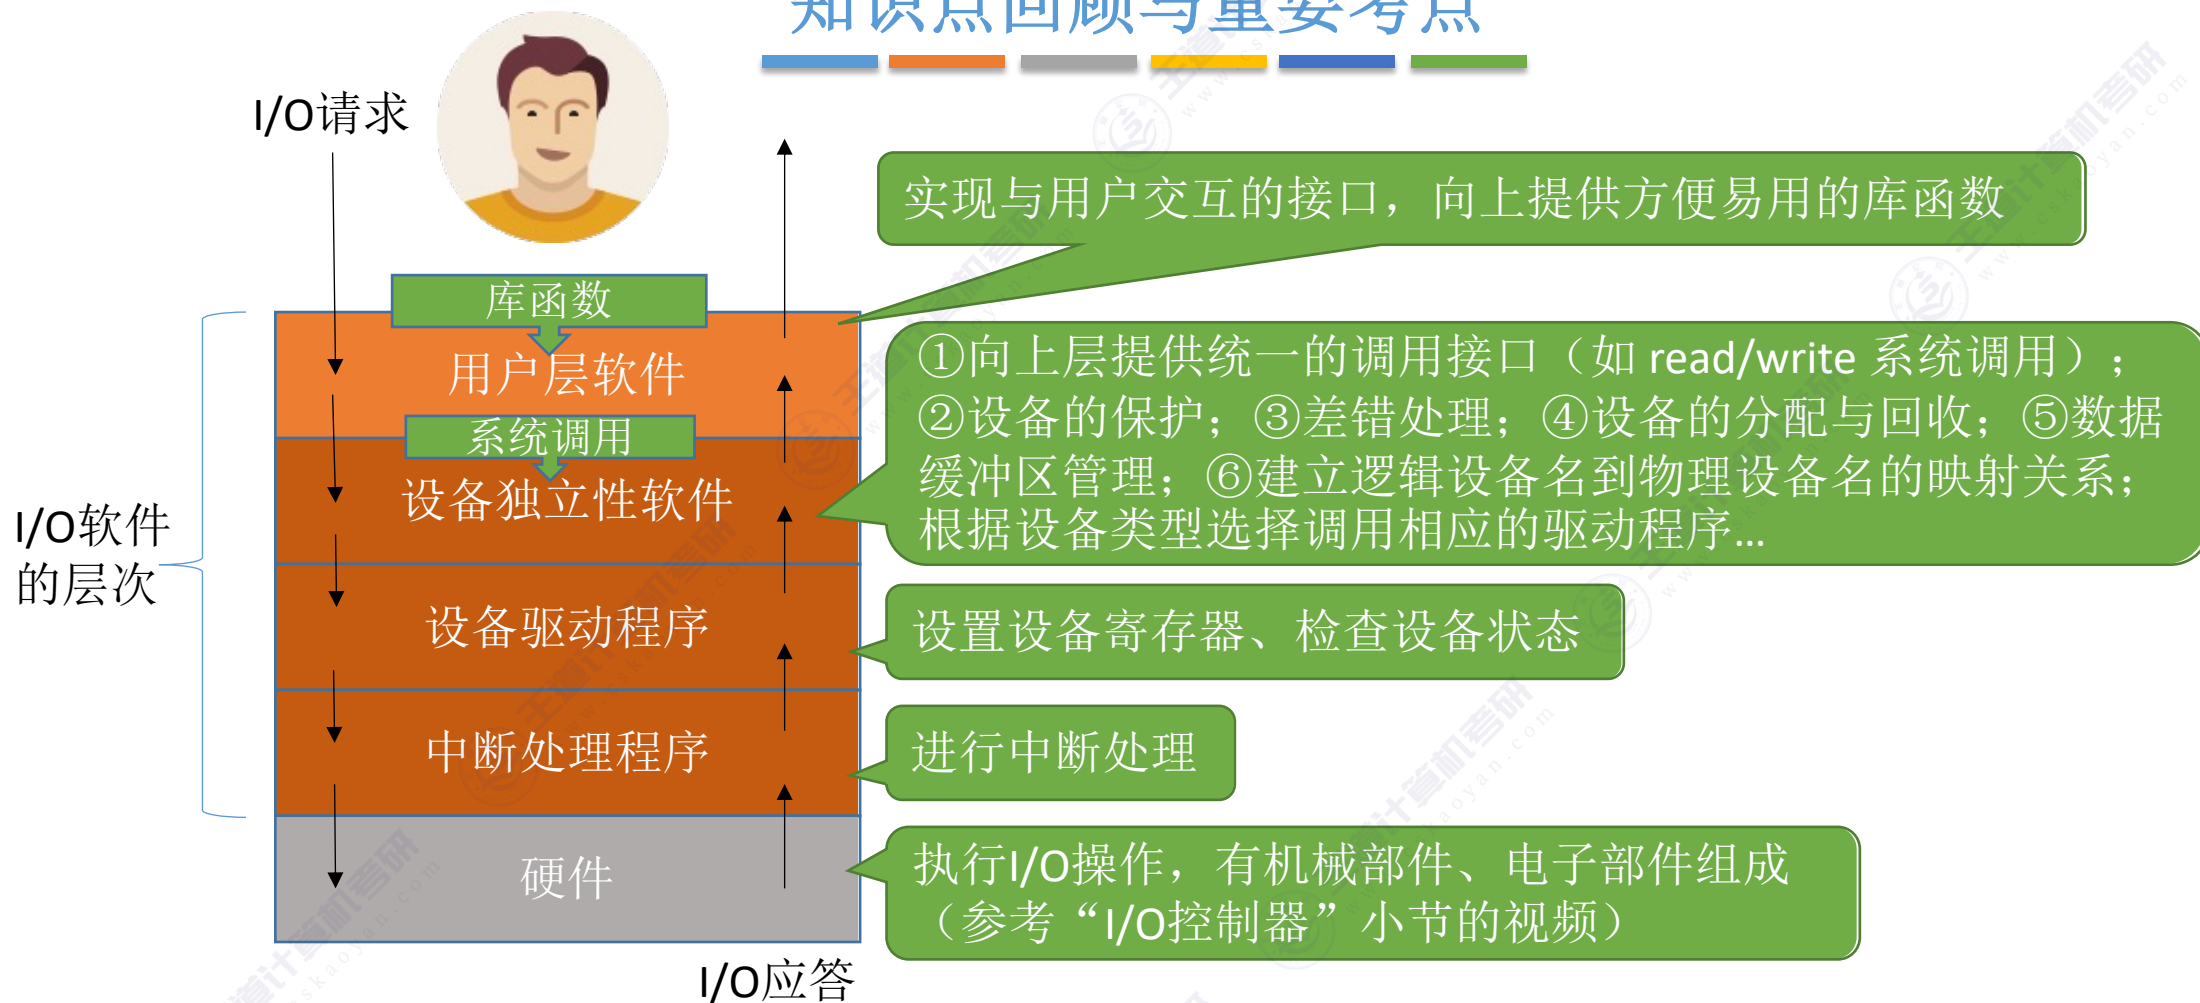 知识点回顾与重要考点
I/O请求
实现与用户交互的接口，向上提供方便易用的库函数
库函数
用户层软件
①向上层提供统一的调用接口（如 read/write 系统调用）；
②设备的保护；③差错处理；④设备的分配与回收；⑤数据
缓冲区管理；⑥建立逻辑设备名到物理设备名的映射关系；
根据设备类型选择调用相应的驱动程序...
系统调用
设备独立性软件
I/O软件
的层次
设备驱动程序
设置设备寄存器、检查设备状态
中断处理程序
进行中断处理
硬件
执行I/O操作，有机械部件、电子部件组成
（参考“I/O控制器”小节的视频）
I/O应答
王道计算机考研
www.cskaoyan.com